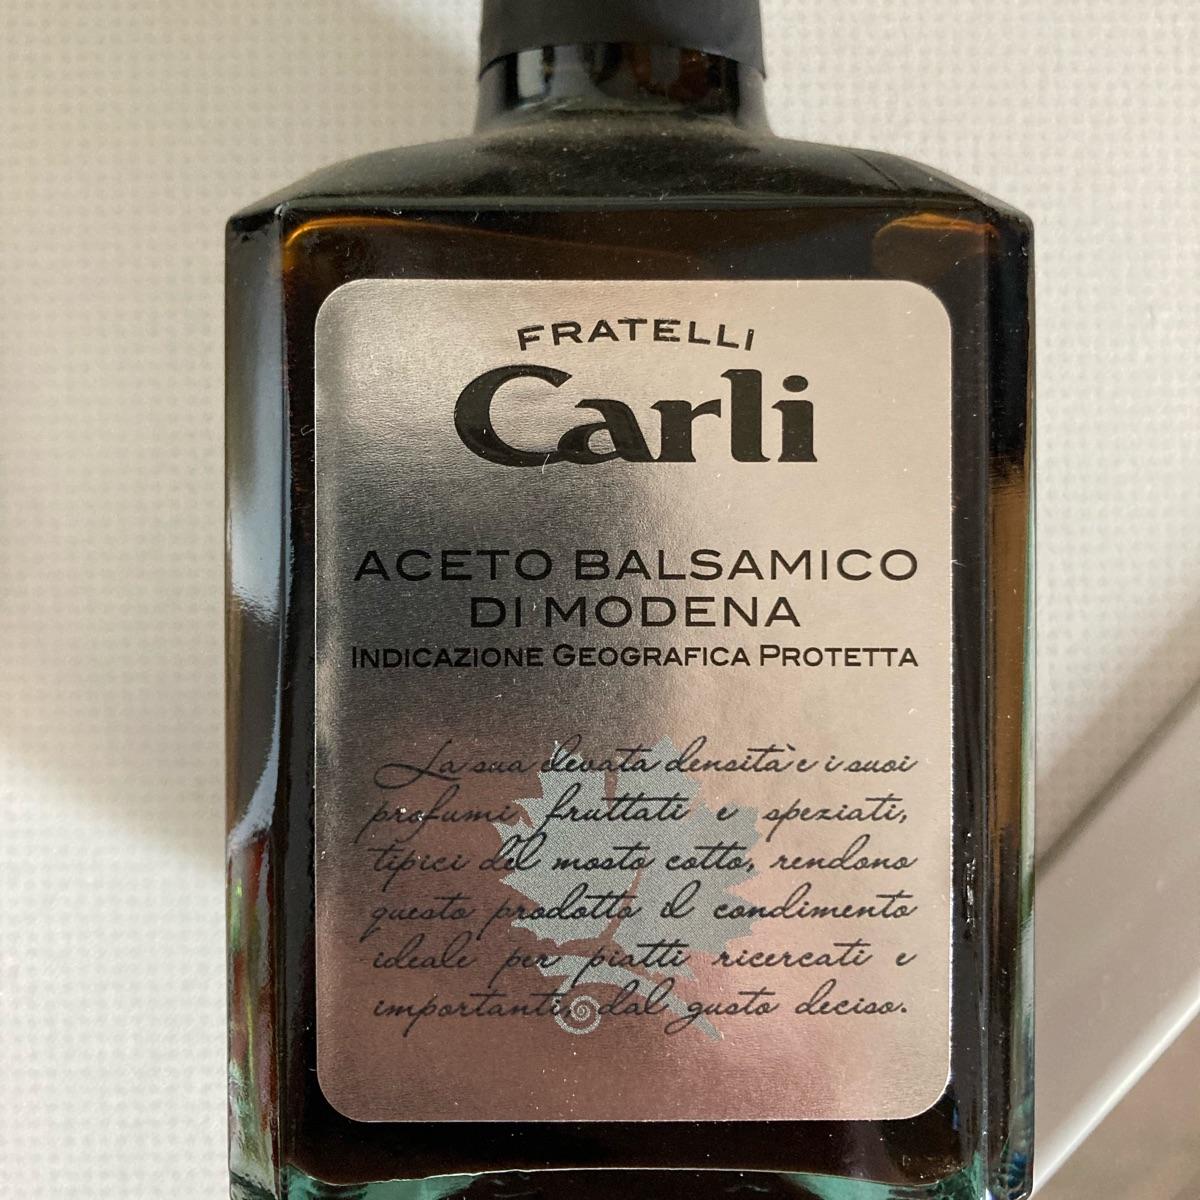 FRATELLI
Carli
ACETO BALSAMICO
DI MODENA
INDICAZIONE GEOGRAFICA PROTETTA
La sua elevata densità e i suoi
profumi fruttati e speziati,
tipici del mosto cotto, rendono
questo prodotto il condimento
ideale per piatti ricercati e
importanti, dal gusto deciso.